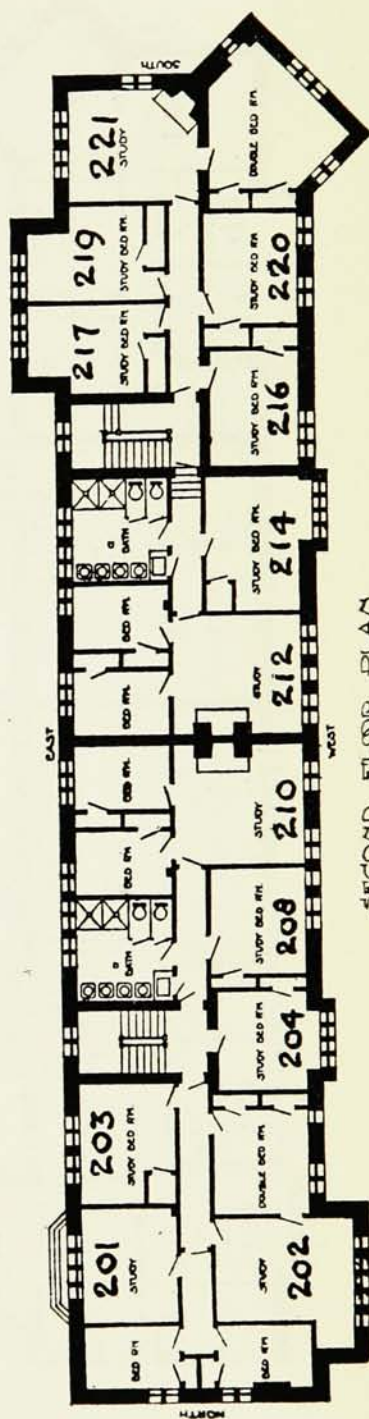 SOUTH
221
STUDY
DOUBLE BED RM.
219
STUDY BED RM.
220
STUDY BED RM.
217
STUDY BED RM.
216
STUDY BED RM.
BATH
214
STUDY BED RM.
BED RM.
212
STUDY
BED RM.
EAST
WEST
SECOND FLOOR PLAN
BED RM.
210
STUDY
BED RM.
BATH
208
STUDY BED RM.
204
STUDY BED RM.
203
STUDY BED RM.
DOUBLE BED RM.
201
STUDY
202
STUDY
BED RM
BED RM.
NORTH